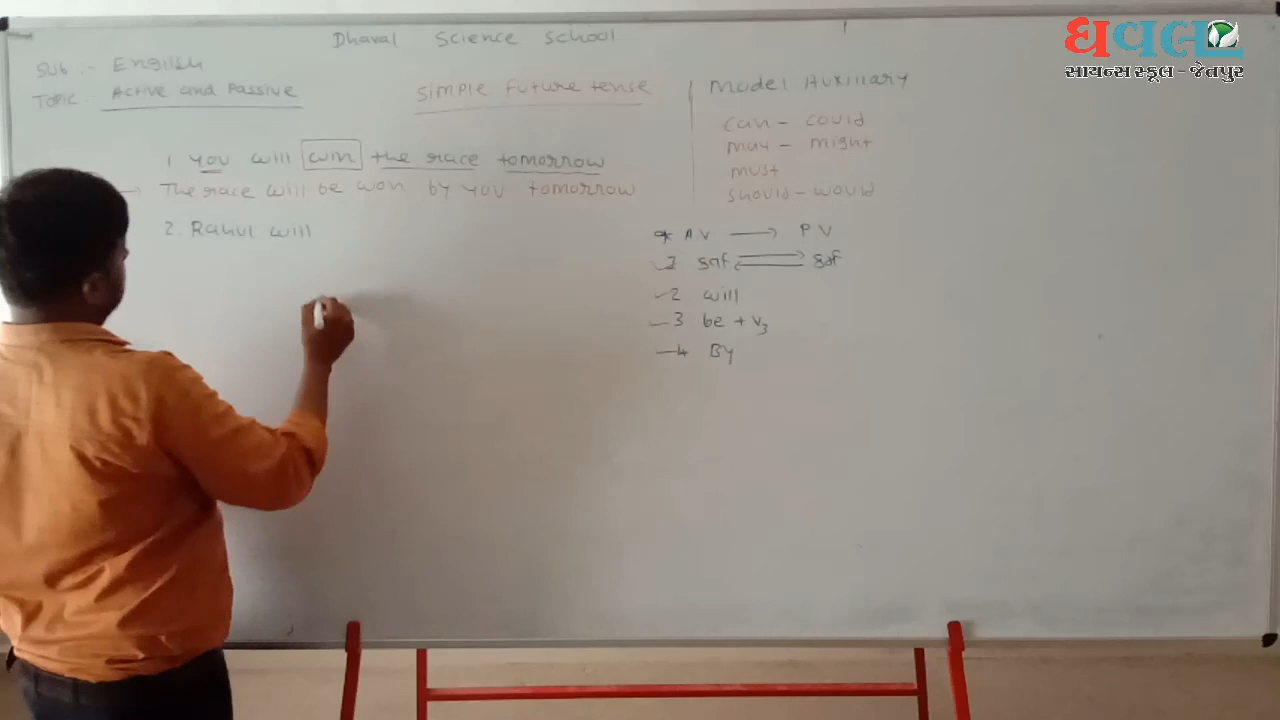 Dhaval Science School
ધવલ
સાયન્સ સ્કૂલ - જેતપુર
Sub :- English
Topic :- Active and Passive
Simple Future tense
Model Auxiliary
can - could
may - might
must
should - would
1 You will win the race tomorrow
→ The race will be won by you tomorrow
2. Rahul will
* AV → PV
1
2 will
3 be + V3
4 By